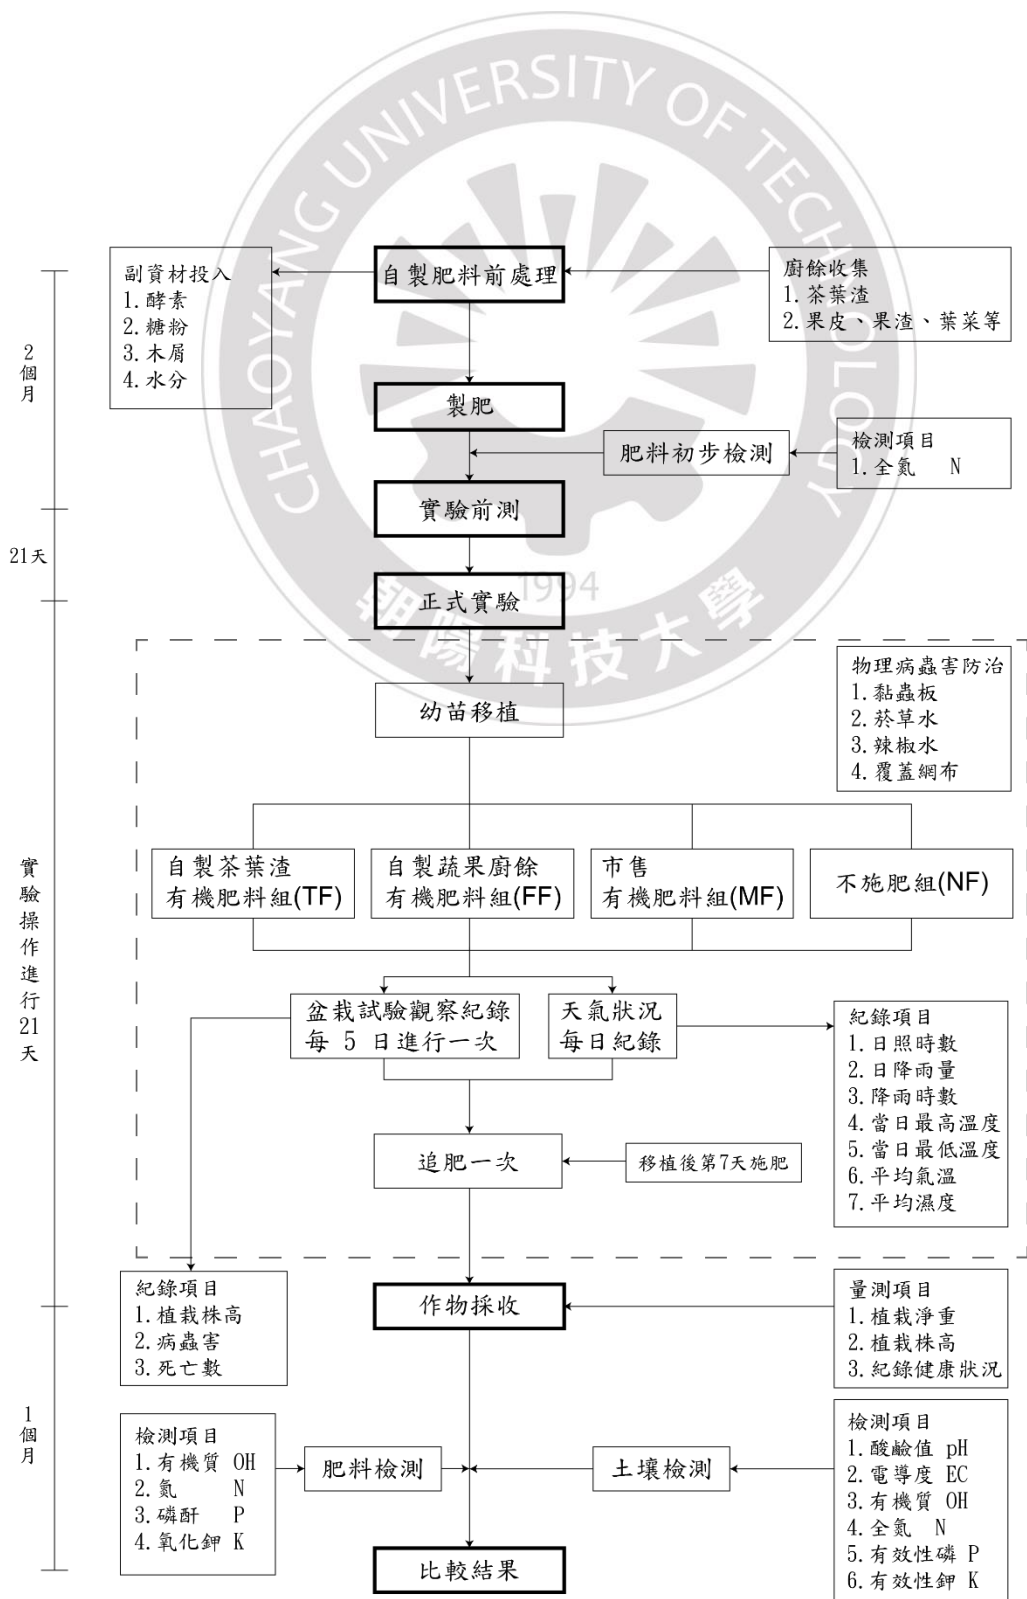 CHAOYANG UNIVERSITY OF TECHNOLOGY
1994
朝陽科技大學
2個月
21天
實驗操作進行21天
1個月
副資材投入
1.酵素
2.糖粉
3.木屑
4.水分
自製肥料前處理
廚餘收集
1.茶葉渣
2.果皮、果渣、葉菜等
製肥
肥料初步檢測
檢測項目
1.全氮 N
實驗前測
正式實驗
物理病蟲害防治
1.黏蟲板
2.菸草水
3.辣椒水
4.覆蓋網布
幼苗移植
自製茶葉渣
有機肥料組(TF)
自製蔬果廚餘
有機肥料組(FF)
市售
有機肥料組(MF)
不施肥組(NF)
盆栽試驗觀察紀錄
每 5 日進行一次
天氣狀況
每日紀錄
紀錄項目
1.日照時數
2.日降雨量
3.降雨時數
4.當日最高溫度
5.當日最低溫度
6.平均氣溫
7.平均濕度
追肥一次
移植後第7天施肥
紀錄項目
1.植栽株高
2.病蟲害
3.死亡數
作物採收
量測項目
1.植栽淨重
2.植栽株高
3.紀錄健康狀況
檢測項目
1.有機質 OH
2.氮 N
3.磷酐 P
4.氧化鉀 K
肥料檢測
土壤檢測
檢測項目
1.酸鹼值 pH
2.電導度 EC
3.有機質 OH
4.全氮 N
5.有效性磷 P
6.有效性鉀 K
比較結果